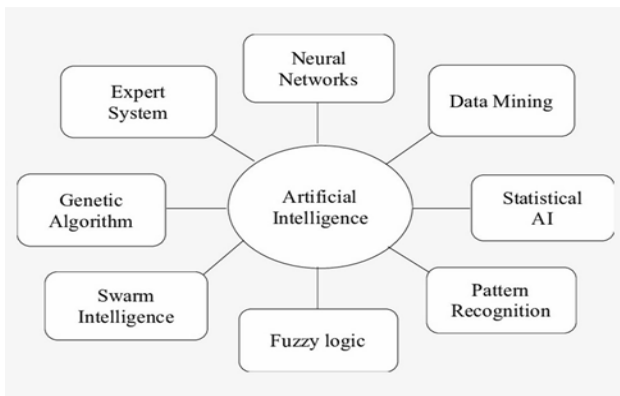 Neural
Networks
Expert
System
Data Mining
Genetic
Algorithm
Artificial
Intelligence
Statistical
AI
Swarm
Intelligence
Pattern
Recognition
Fuzzy logic